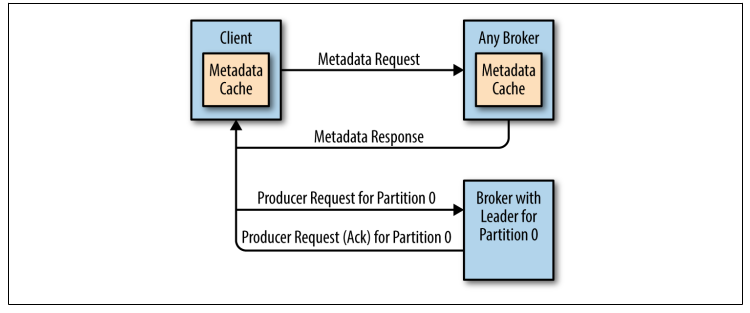 Client
Metadata
Cache
Metadata Request
Any Broker
Metadata
Cache
Metadata Response
Producer Request for Partition 0
Producer Request (Ack) for Partition 0
Broker with
Leader for
Partition 0